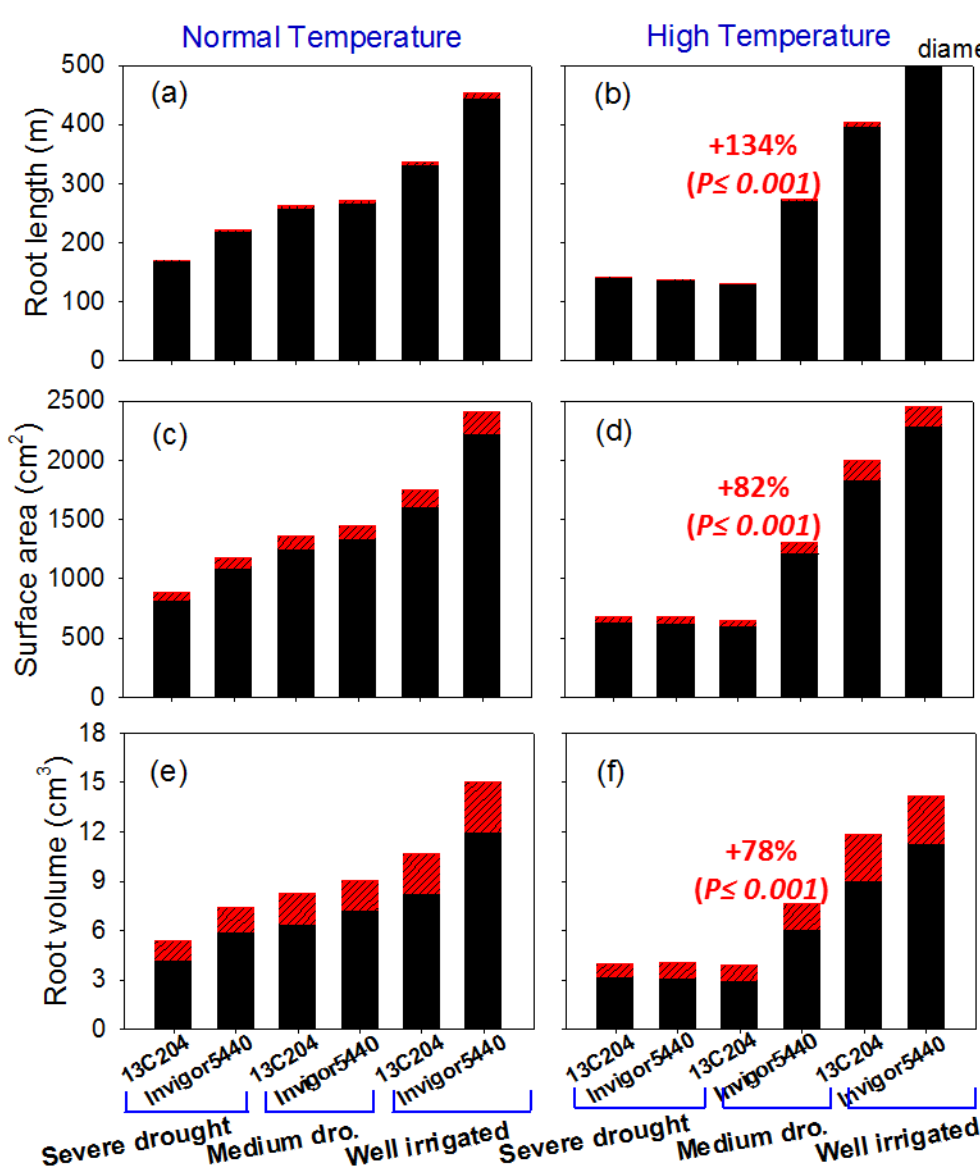 Normal Temperature
High Temperature
diame
Root length (m)
500
400
300
200
100
0
(a)
(b)
+134%
(P≤ 0.001)
Surface area (cm²)
2500
2000
1500
1000
500
0
(c)
(d)
+82%
(P≤ 0.001)
Root volume (cm³)
18
15
12
9
6
3
0
(e)
(f)
+78%
(P≤ 0.001)
13C204
Invigor5440
13C204
Invigor5440
13C204
Invigor5440
13C204
Invigor5440
13C204
Invigor5440
13C204
Invigor5440
Severe drought
Medium dro.
Well irrigated
Severe drought
Medium dro.
Well irrigated